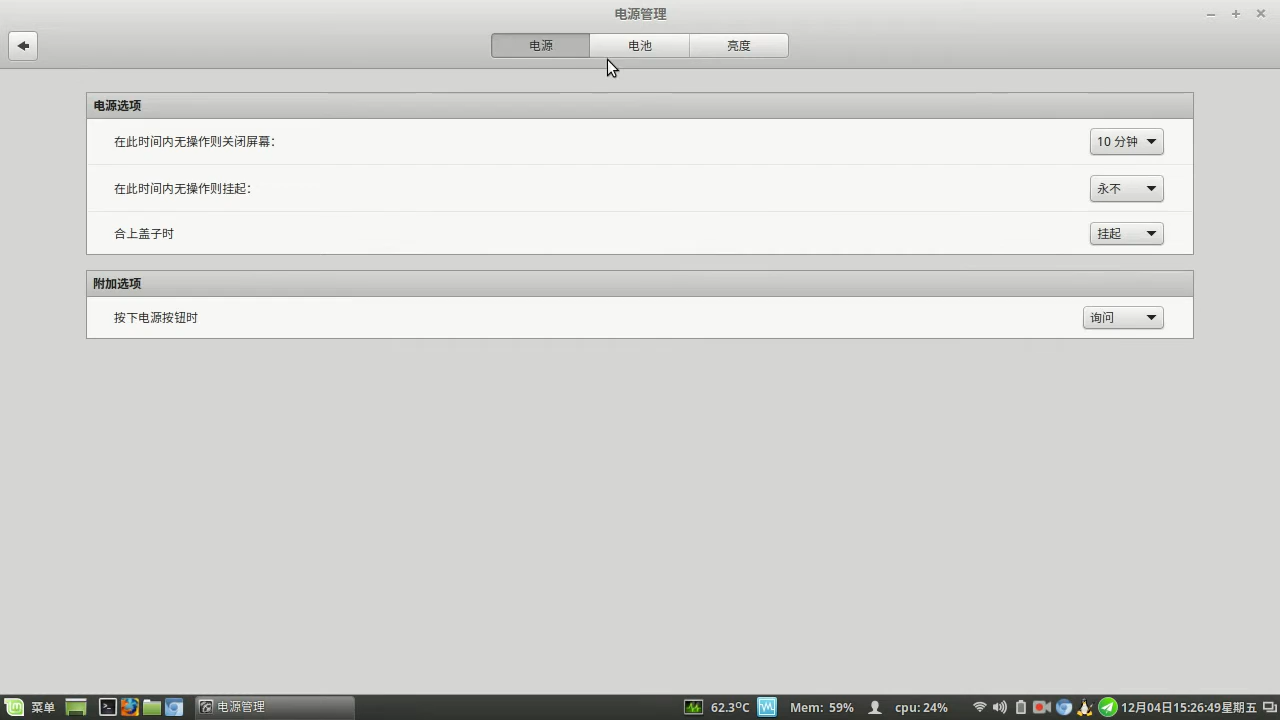 电源管理
电源 电池 亮度
电源选项
在此时间内无操作则关闭屏幕: 10 分钟
在此时间内无操作则挂起: 永不
合上盖子时 挂起
附加选项
按下电源按钮时 询问
菜单 电源管理 62.3°C Mem: 59% cpu: 24% 12月04日15:26:49星期五